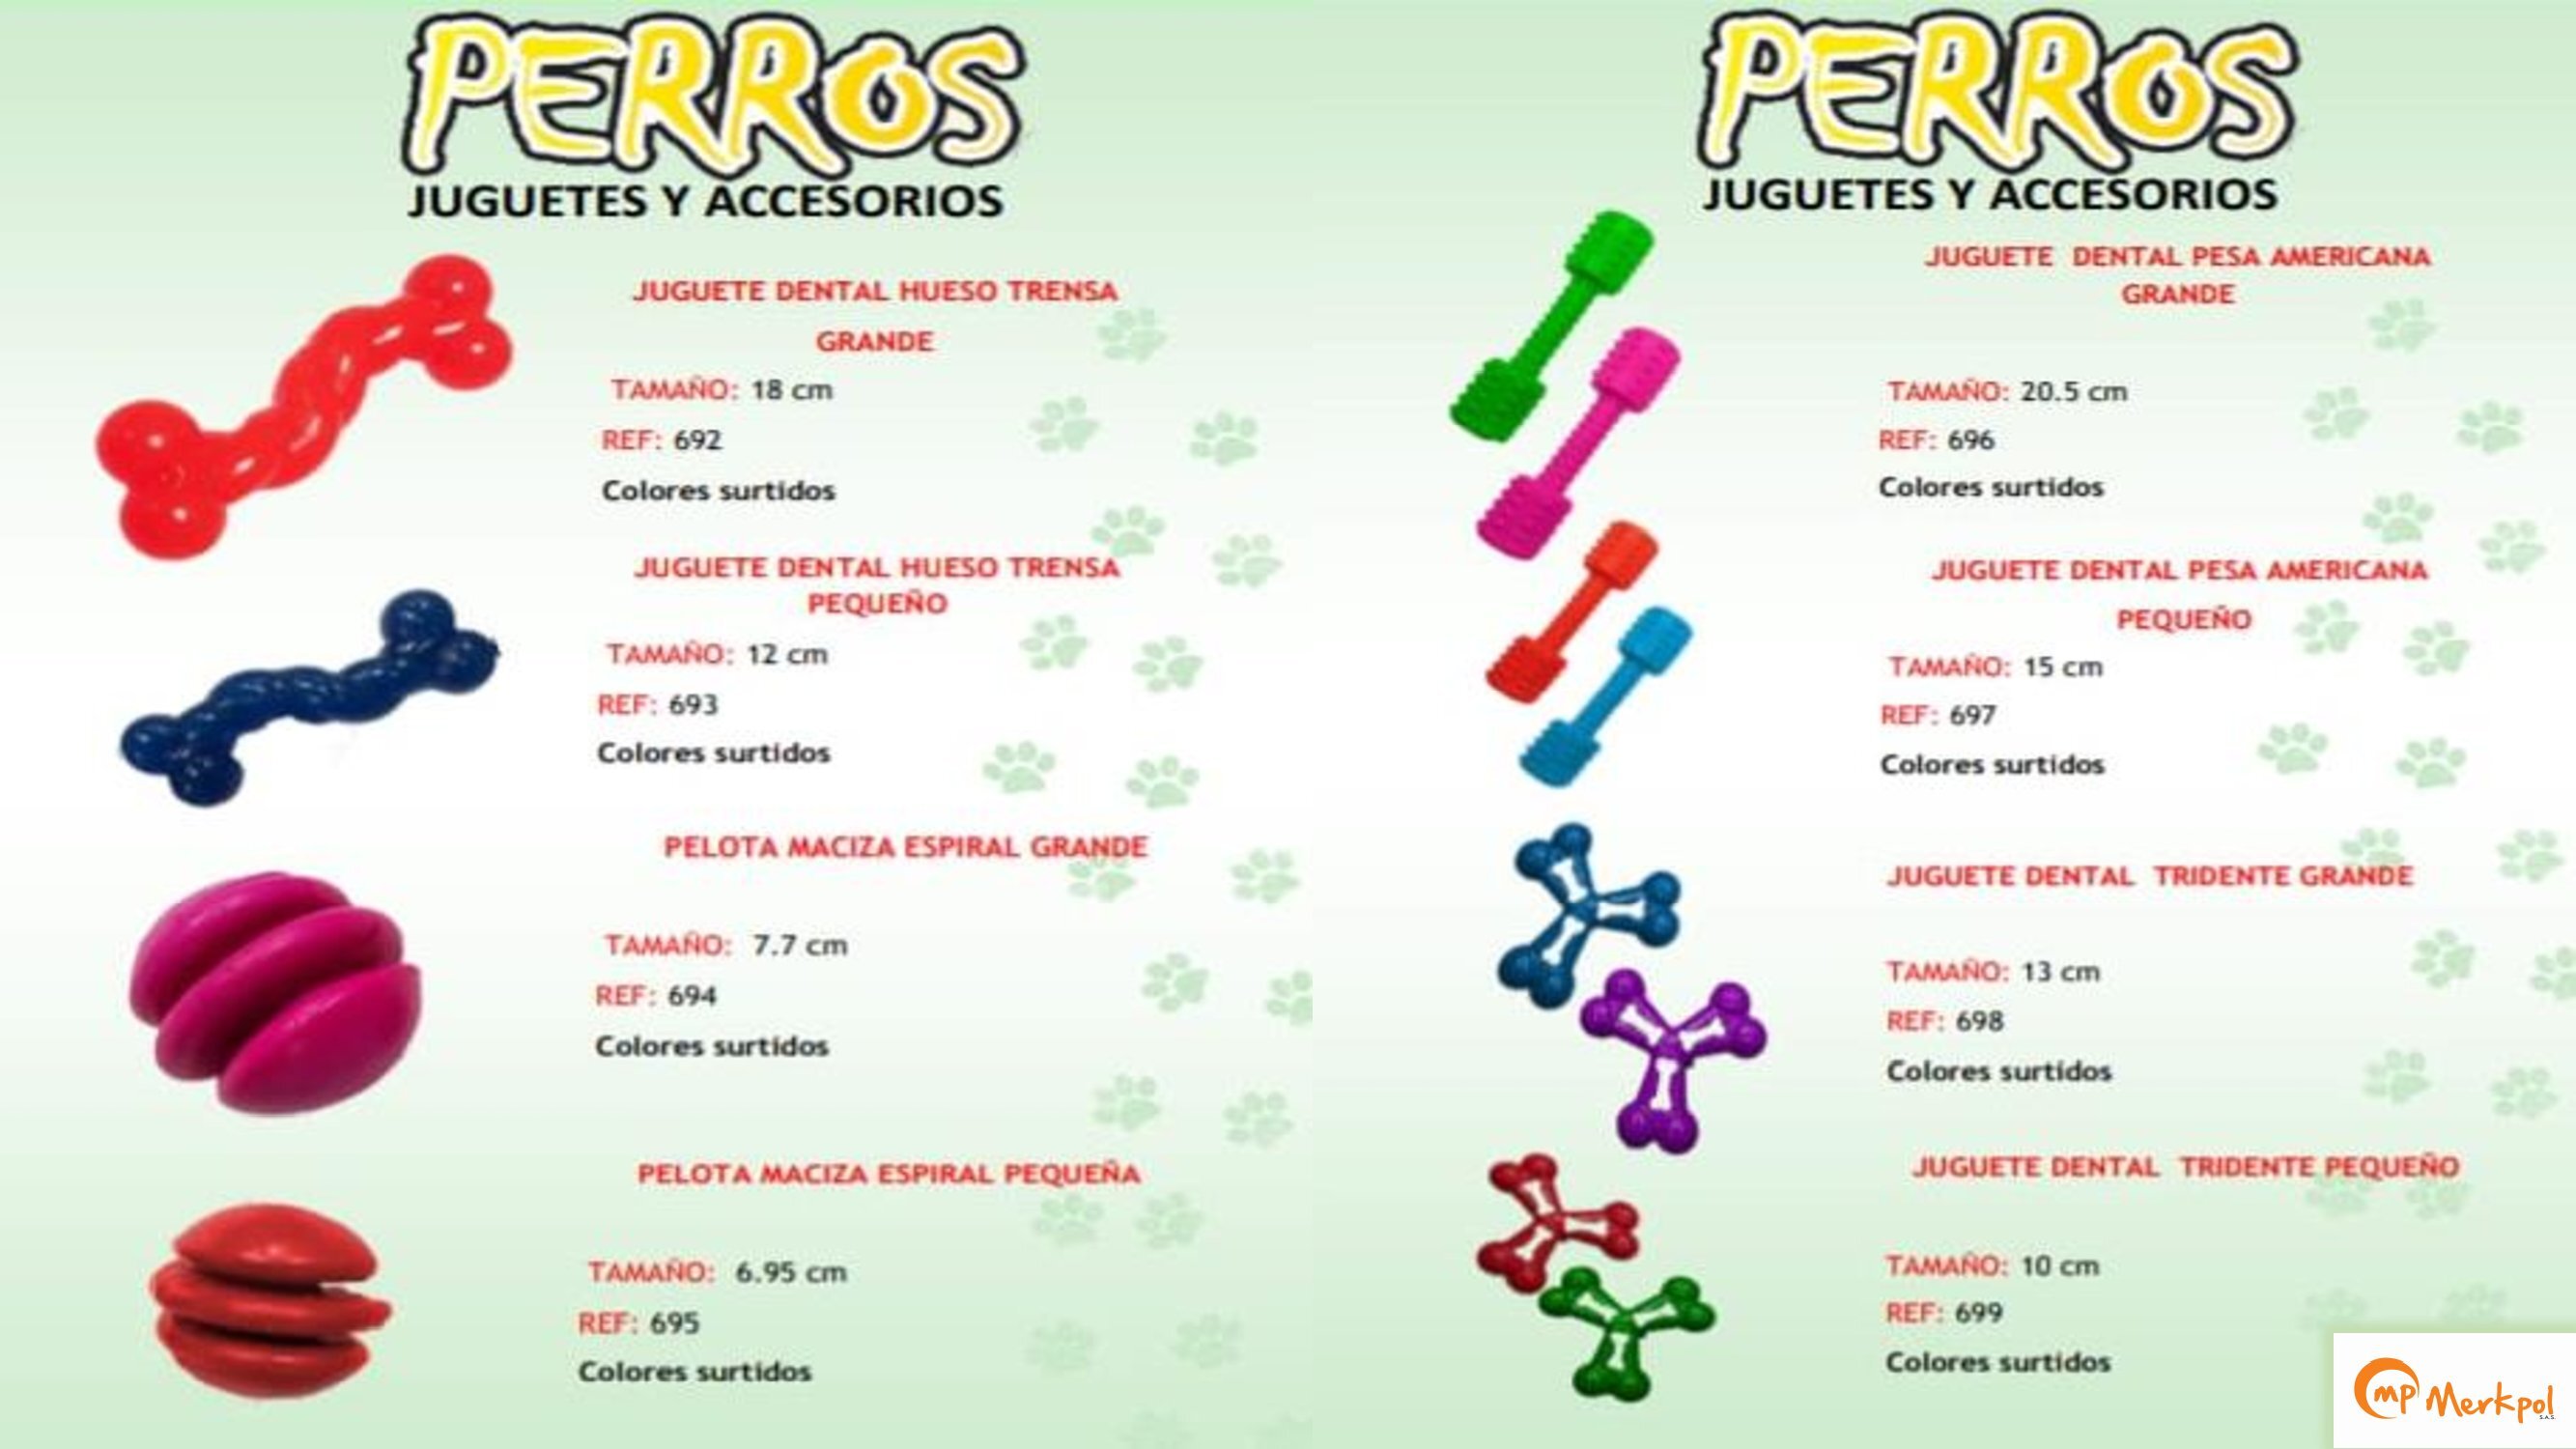 PERROS
JUGUETES Y ACCESORIOS
JUGUETE DENTAL HUESO TRENSA
GRANDE
TAMAÑO: 18 cm
REF: 692
Colores surtidos
JUGUETE DENTAL HUESO TRENSA
PEQUEÑO
TAMAÑO: 12 cm
REF: 693
Colores surtidos
PELOTA MACIZA ESPIRAL GRANDE
TAMAÑO: 7.7 cm
REF: 694
Colores surtidos
PELOTA MACIZA ESPIRAL PEQUEÑA
TAMAÑO: 6.95 cm
REF: 695
Colores surtidos
PERROS
JUGUETES Y ACCESORIOS
JUGUETE DENTAL PESA AMERICANA
GRANDE
TAMAÑO: 20.5 cm
REF: 696
Colores surtidos
JUGUETE DENTAL PESA AMERICANA
PEQUEÑO
TAMAÑO: 15 cm
REF: 697
Colores surtidos
JUGUETE DENTAL TRIDENTE GRANDE
TAMAÑO: 13 cm
REF: 698
Colores surtidos
JUGUETE DENTAL TRIDENTE PEQUEÑO
TAMAÑO: 10 cm
REF: 699
Colores surtidos
mp Merkpol
S.A.S.